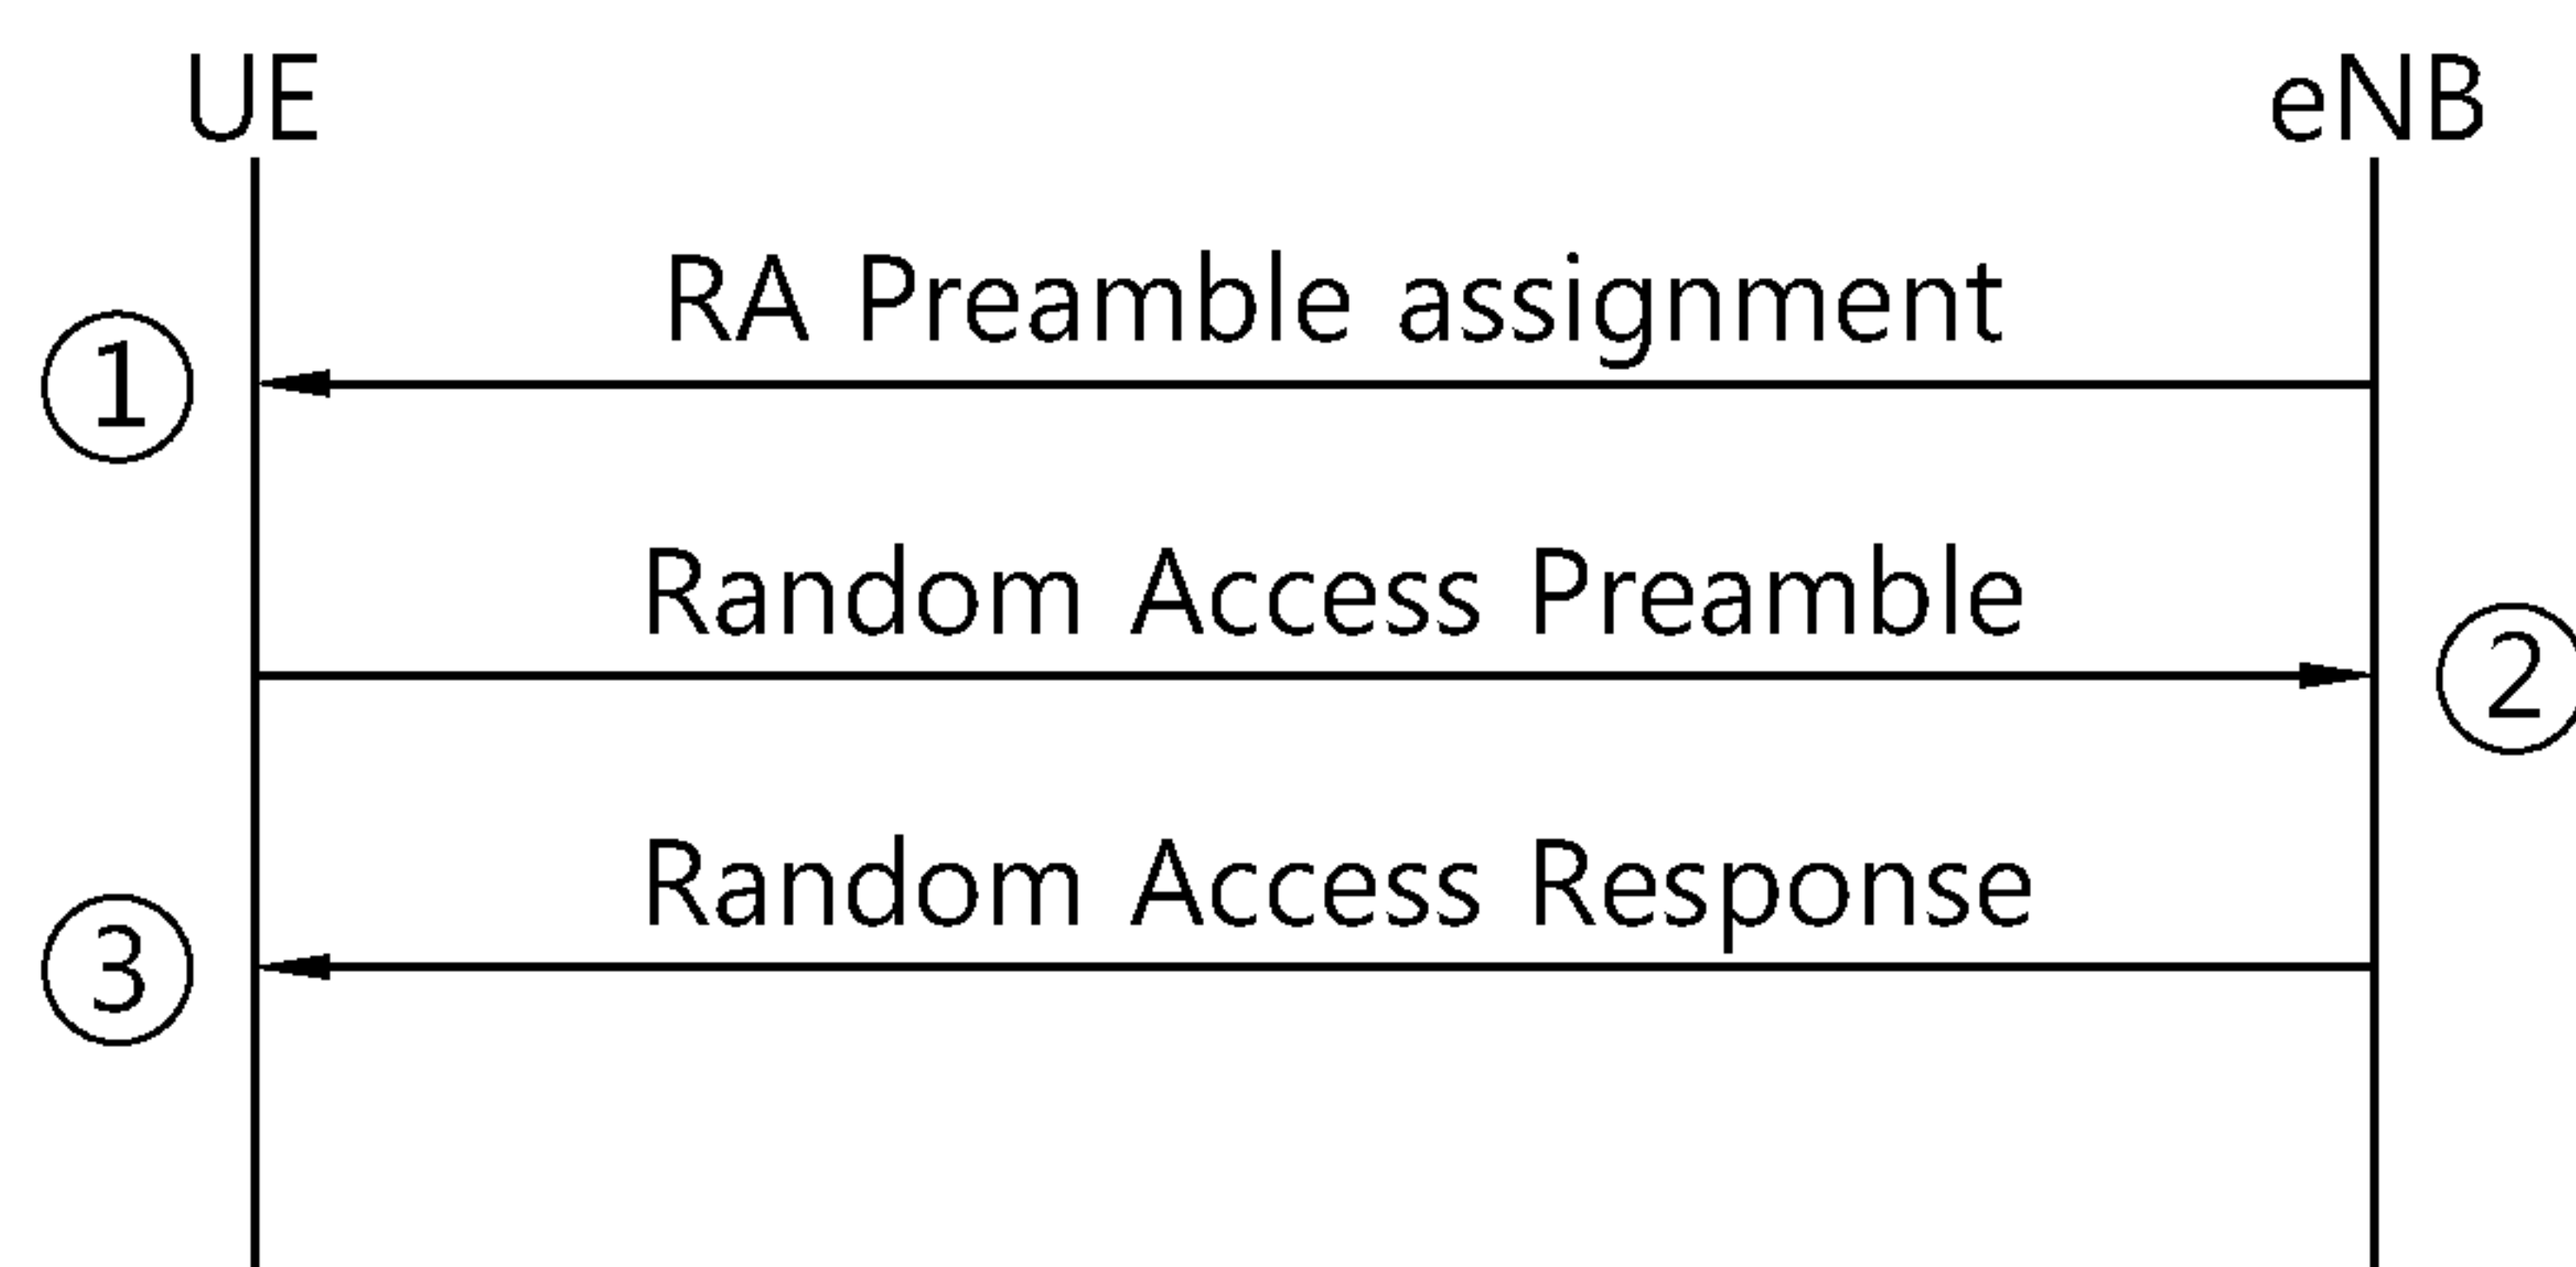 UE eNB
RA Preamble assignment
①
Random Access Preamble
②
Random Access Response
③